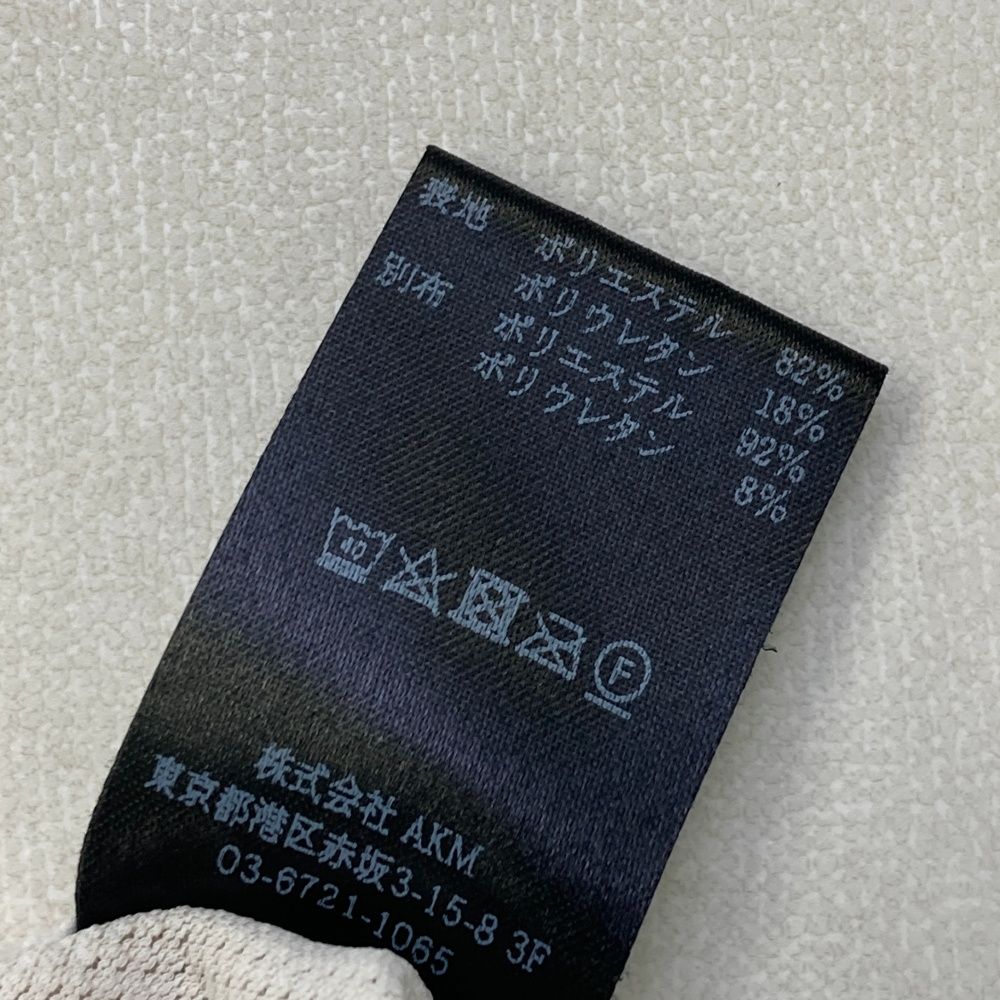 表地 ポリエステル 82%
ポリウレタン 18%
別布 ポリエステル 92%
ポリウレタン 8%
40
F
株式会社 AKM
東京都港区赤坂3-15-8 3F
03-6721-1065